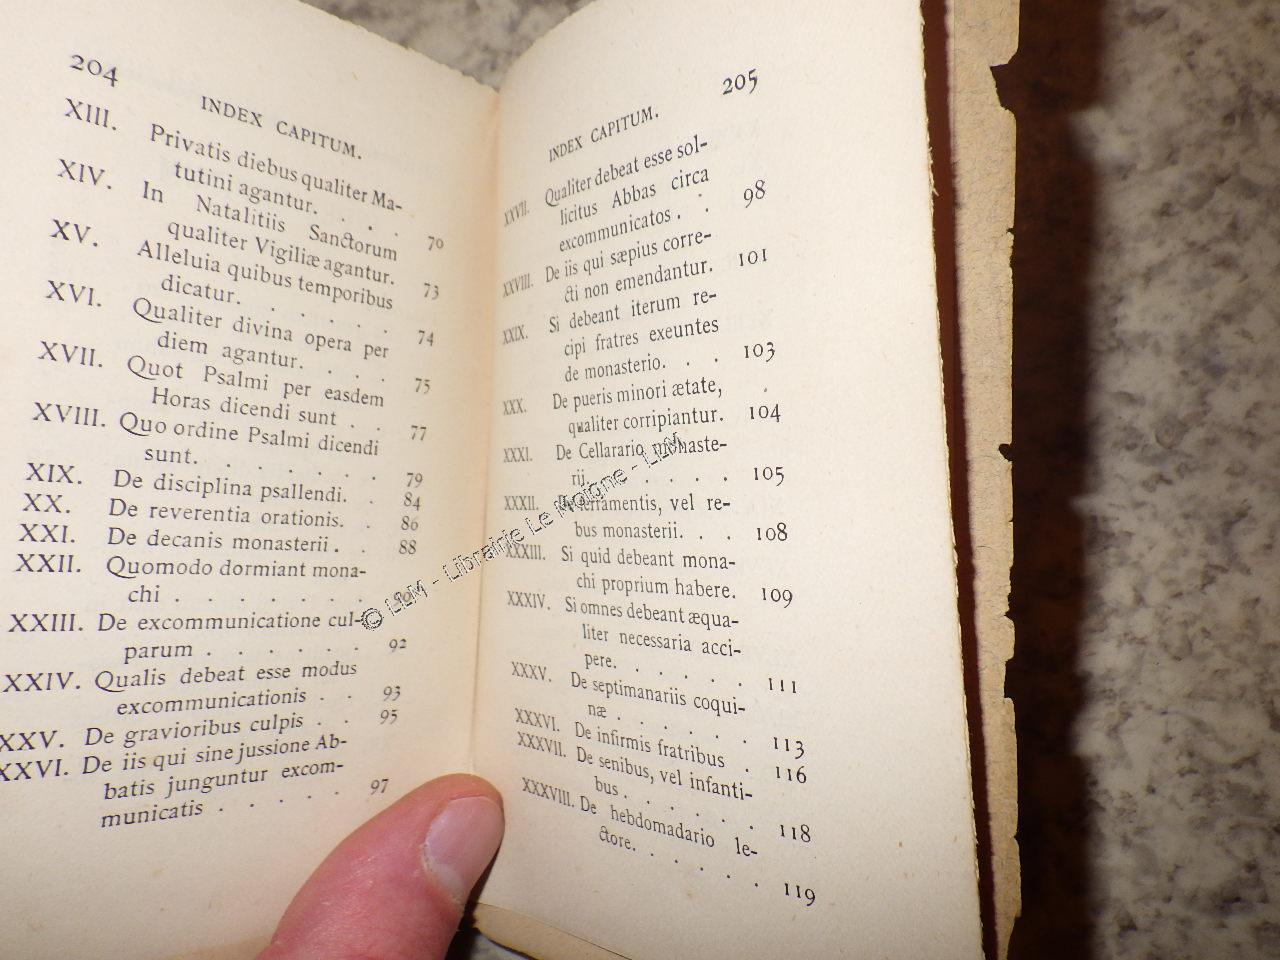 204
INDEX CAPITUM.
XIII. Privatis diebus qualiter Ma-
tutini agantur. . . . 70
XIV. In Natalitiis Sanctorum
qualiter Vigiliæ agantur. 73
XV. Alleluia quibus temporibus
dicatur. . . . . . 74
XVI. Qualiter divina opera per
diem agantur. . . . 75
XVII. Quot Psalmi per easdem
Horas dicendi sunt . . 77
XVIII. Quo ordine Psalmi dicendi
sunt. . . . . . . 79
XIX. De disciplina psallendi. . 84
XX. De reverentia orationis. . 86
XXI. De decanis monasterii . . 88
XXII. Quomodo dormiant mona-
chi . . . . . . .
XXIII. De excommunicatione cul-
parum . . . . . . 92
XXIV. Qualis debeat esse modus
excommunicationis . . 93
XXV. De gravioribus culpis . . 95
XXVI. De iis qui sine jussione Ab-
batis junguntur excom-
municatis . . . . . 97
205
INDEX CAPITUM.
XXVII. Qualiter debeat esse sol-
licitus Abbas circa
excommunicatos . . 98
XXVIII. De iis qui sæpius corre-
cti non emendantur. 101
XXIX. Si debeant iterum re-
cipi fratres exeuntes
de monasterio. . . 103
XXX. De pueris minori ætate,
qualiter corripiantur. 104
XXXI. De Cellarario monaste-
rii. . . . . . 105
XXXII. De ferramentis, vel re-
bus monasterii. . . 108
XXXIII. Si quid debeant mona-
chi proprium habere. 109
XXXIV. Si omnes debeant æqua-
liter necessaria acci-
pere. . . . . . 111
XXXV. De septimanariis coqui-
næ . . . . . 113
XXXVI. De infirmis fratribus . 116
XXXVII. De senibus, vel infanti-
bus . . . . . 118
XXXVIII. De hebdomadario le-
ctore. . . . . 119
© LLM - Librairie Le Moigne - LLM